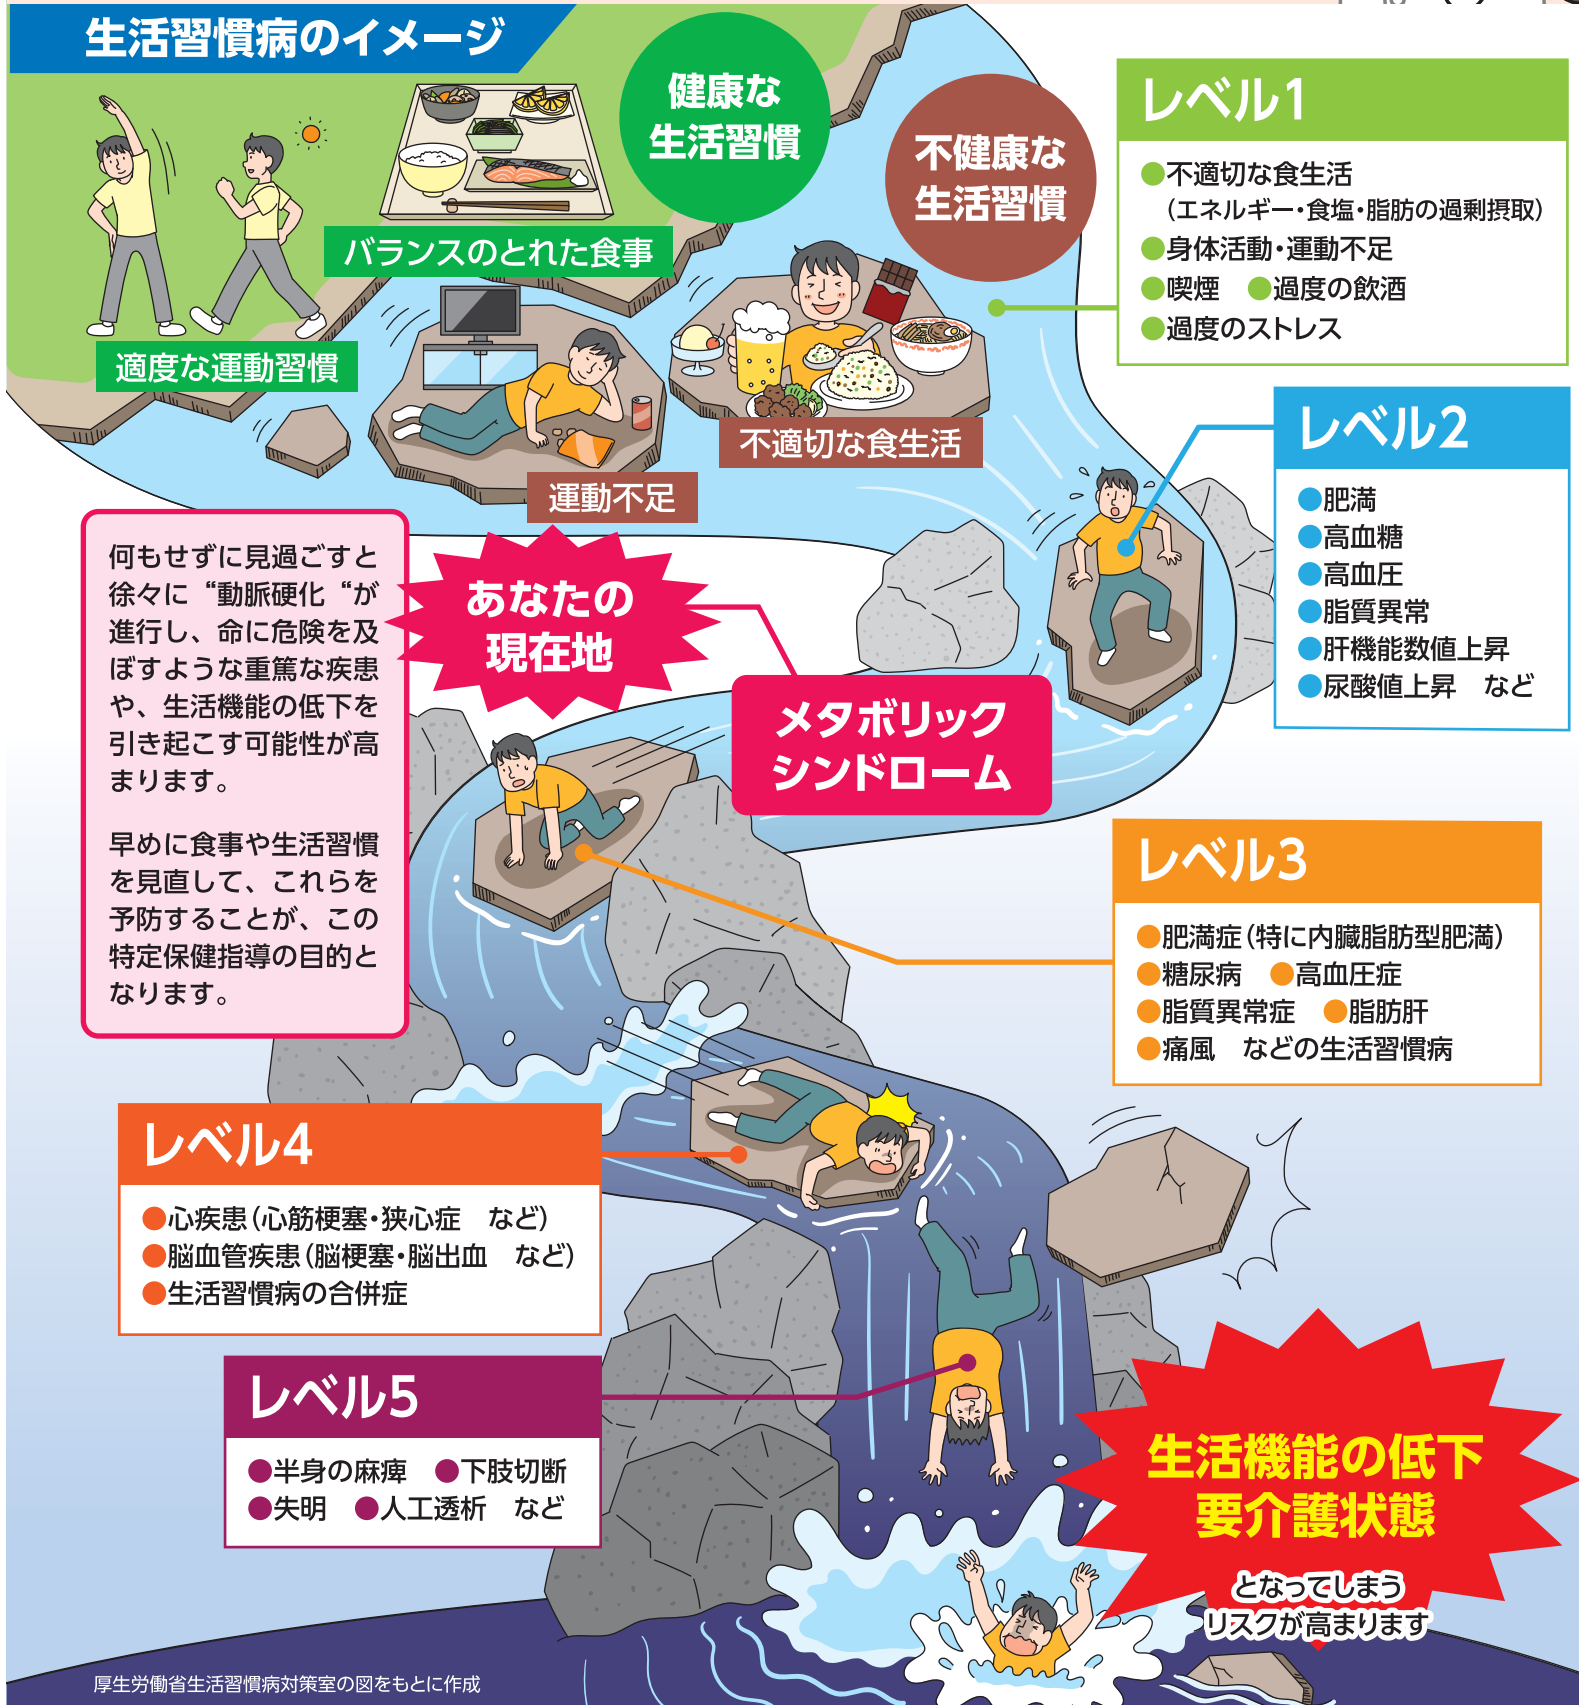 生活習慣病のイメージ
健康な
生活習慣
不健康な
生活習慣
バランスのとれた食事
適度な運動習慣
運動不足
不適切な食生活
レベル1
●不適切な食生活
（エネルギー・食塩・脂肪の過剰摂取）
●身体活動・運動不足
●喫煙　●過度の飲酒
●過度のストレス
レベル2
●肥満
●高血糖
●高血圧
●脂質異常
●肝機能数値上昇
●尿酸値上昇　など
何もせずに見過ごすと
徐々に“動脈硬化“が
進行し、命に危険を及
ぼすような重篤な疾患
や、生活機能の低下を
引き起こす可能性が高
まります。
早めに食事や生活習慣
を見直して、これらを
予防することが、この
特定保健指導の目的と
なります。
あなたの
現在地
メタボリック
シンドローム
レベル3
●肥満症（特に内臓脂肪型肥満）
●糖尿病　●高血圧症
●脂質異常症　●脂肪肝
●痛風　などの生活習慣病
レベル4
●心疾患（心筋梗塞・狭心症　など）
●脳血管疾患（脳梗塞・脳出血　など）
●生活習慣病の合併症
レベル5
●半身の麻痺　●下肢切断
●失明　●人工透析　など
生活機能の低下
要介護状態
となってしまう
リスクが高まります
厚生労働省生活習慣病対策室の図をもとに作成